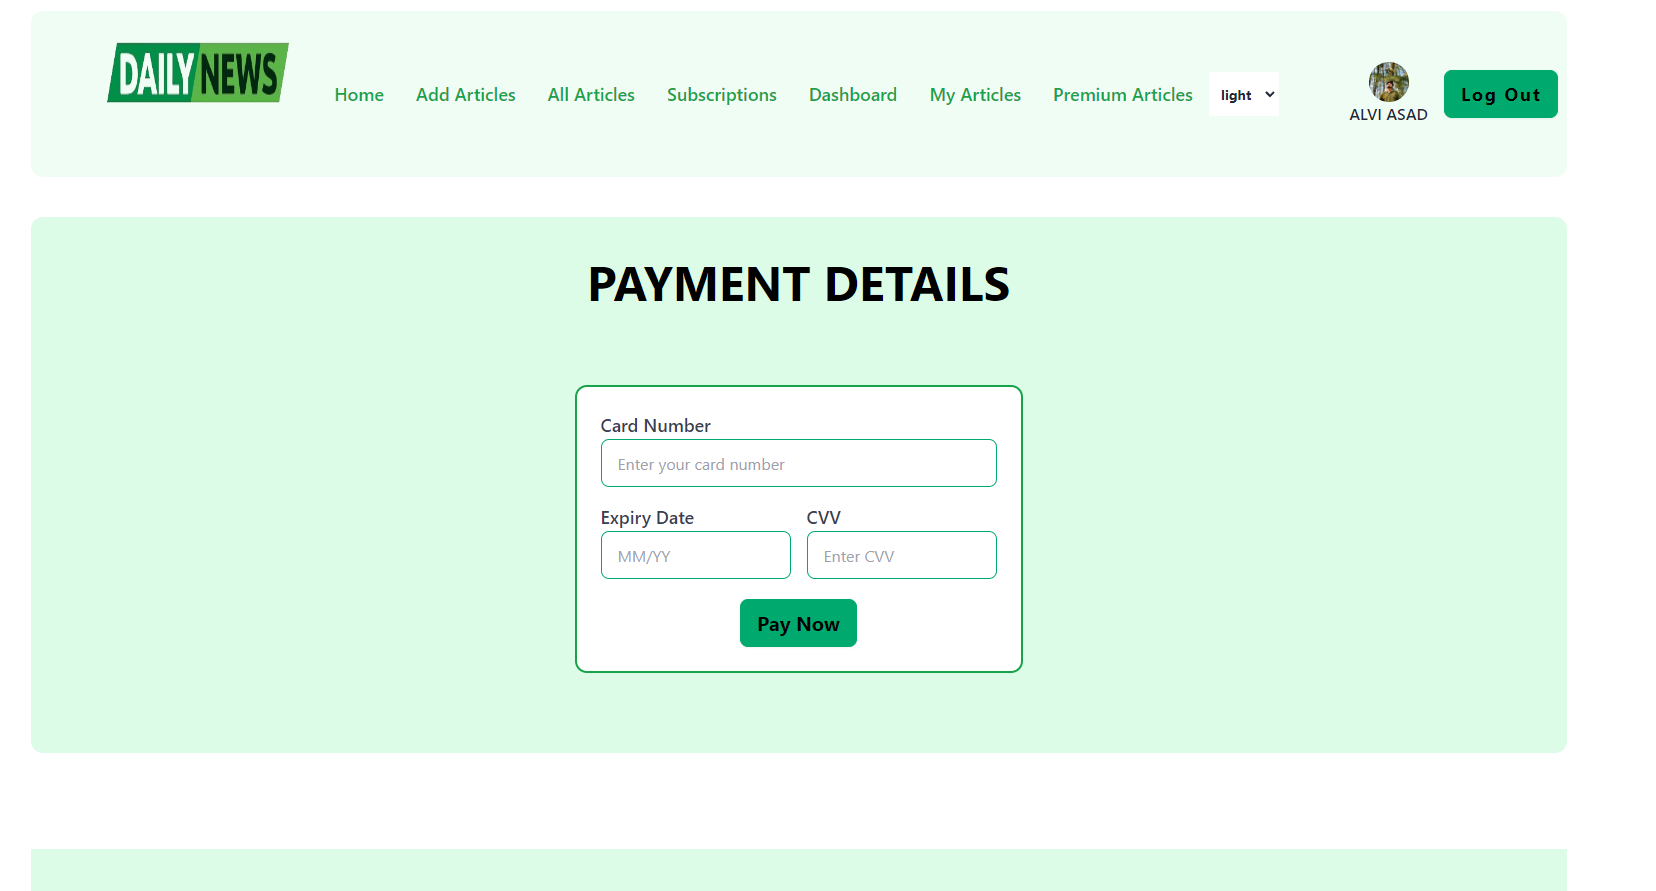 DAILY NEWS
Home Add Articles All Articles Subscriptions Dashboard My Articles Premium Articles light
ALVI ASAD
Log Out
PAYMENT DETAILS
Card Number
Enter your card number
Expiry Date CVV
MM/YY Enter CVV
Pay Now